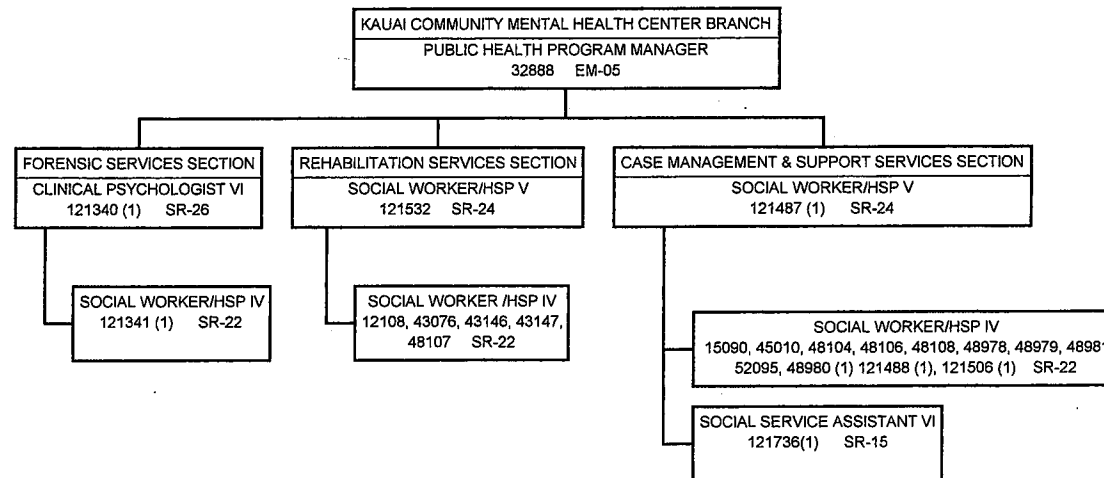 KAUAI COMMUNITY MENTAL HEALTH CENTER BRANCH
PUBLIC HEALTH PROGRAM MANAGER
32888 EM-05
FORENSIC SERVICES SECTION
CLINICAL PSYCHOLOGIST VI
121340 (1) SR-26
SOCIAL WORKER/HSP IV
121341 (1) SR-22
REHABILITATION SERVICES SECTION
SOCIAL WORKER/HSP V
121532 SR-24
SOCIAL WORKER /HSP IV
12108, 43076, 43146, 43147,
48107 SR-22
CASE MANAGEMENT & SUPPORT SERVICES SECTION
SOCIAL WORKER/HSP V
121487 (1) SR-24
SOCIAL WORKER/HSP IV
15090, 45010, 48104, 48106, 48108, 48978, 48979, 48981
52095, 48980 (1) 121488 (1), 121506 (1) SR-22
SOCIAL SERVICE ASSISTANT VI
121736(1) SR-15